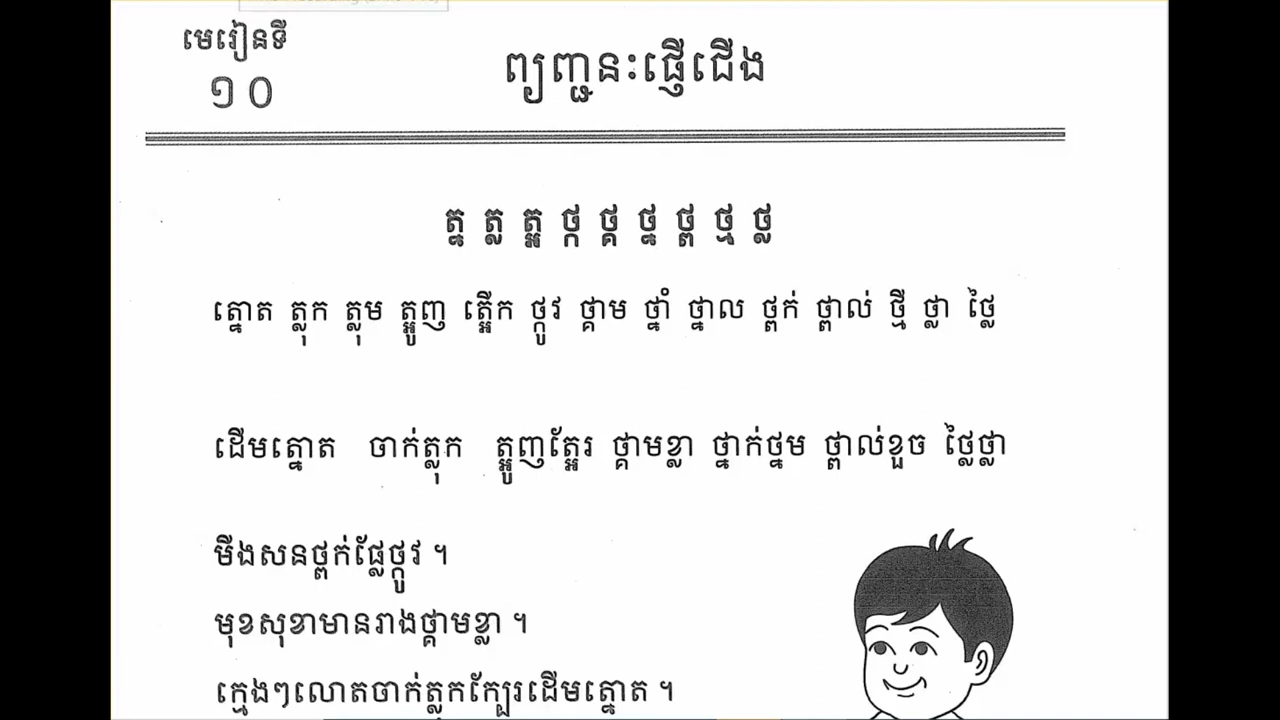 មេរៀនទី
១០
ព្យញ្ជនះផ្ញើជើង
ត្ន ត្ល ត្អ ថ្ក ថ្គ ថ្ន ថ្ព ថ្ម ថ្ល
ត្នោត ត្លុក ត្លុម ត្អូញ ត្អើក ថ្កូវ ថ្គាម ថ្នាំ ថ្នាល ថ្ពក់ ថ្ពាល់ ថ្មី ថ្លា ថ្លៃ
ដើមត្នោត ចាក់ត្លុក ត្អូញត្អែរ ថ្គាមខ្លា ថ្នាក់ថ្នម ថ្ពាល់ខួច ថ្លៃថ្លា
មីងសនថ្ពក់ផ្លែថ្កូវ ។
មុខសុខាមានរាងថ្គាមខ្លា ។
ក្មេងៗលោតចាក់ត្លុកក្បែរដើមត្នោត ។